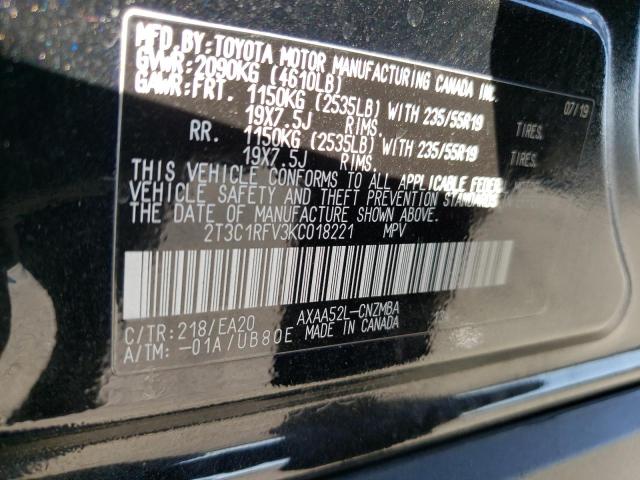 MFD.BY:TOYOTA MOTOR MANUFACTURING CANADA INC.
GVWR:2090KG (4610LB) 07/19
GAWR:FRT. 1150KG (2535LB) WITH 235/55R19 TIRES,
19X7.5J RIMS.
RR. 1150KG (2535LB) WITH 235/55R19 TIRES,
19X7.5J RIMS.
THIS VEHICLE CONFORMS TO ALL APPLICABLE FEDERAL
VEHICLE SAFETY AND THEFT PREVENTION STANDARDS
THE DATE OF MANUFACTURE SHOWN ABOVE.
2T3C1RFV3KC018221 MPV
C/TR:218/EA20 AXAA52L-CNZMBA
A/TM: -01A/UB80E MADE IN CANADA